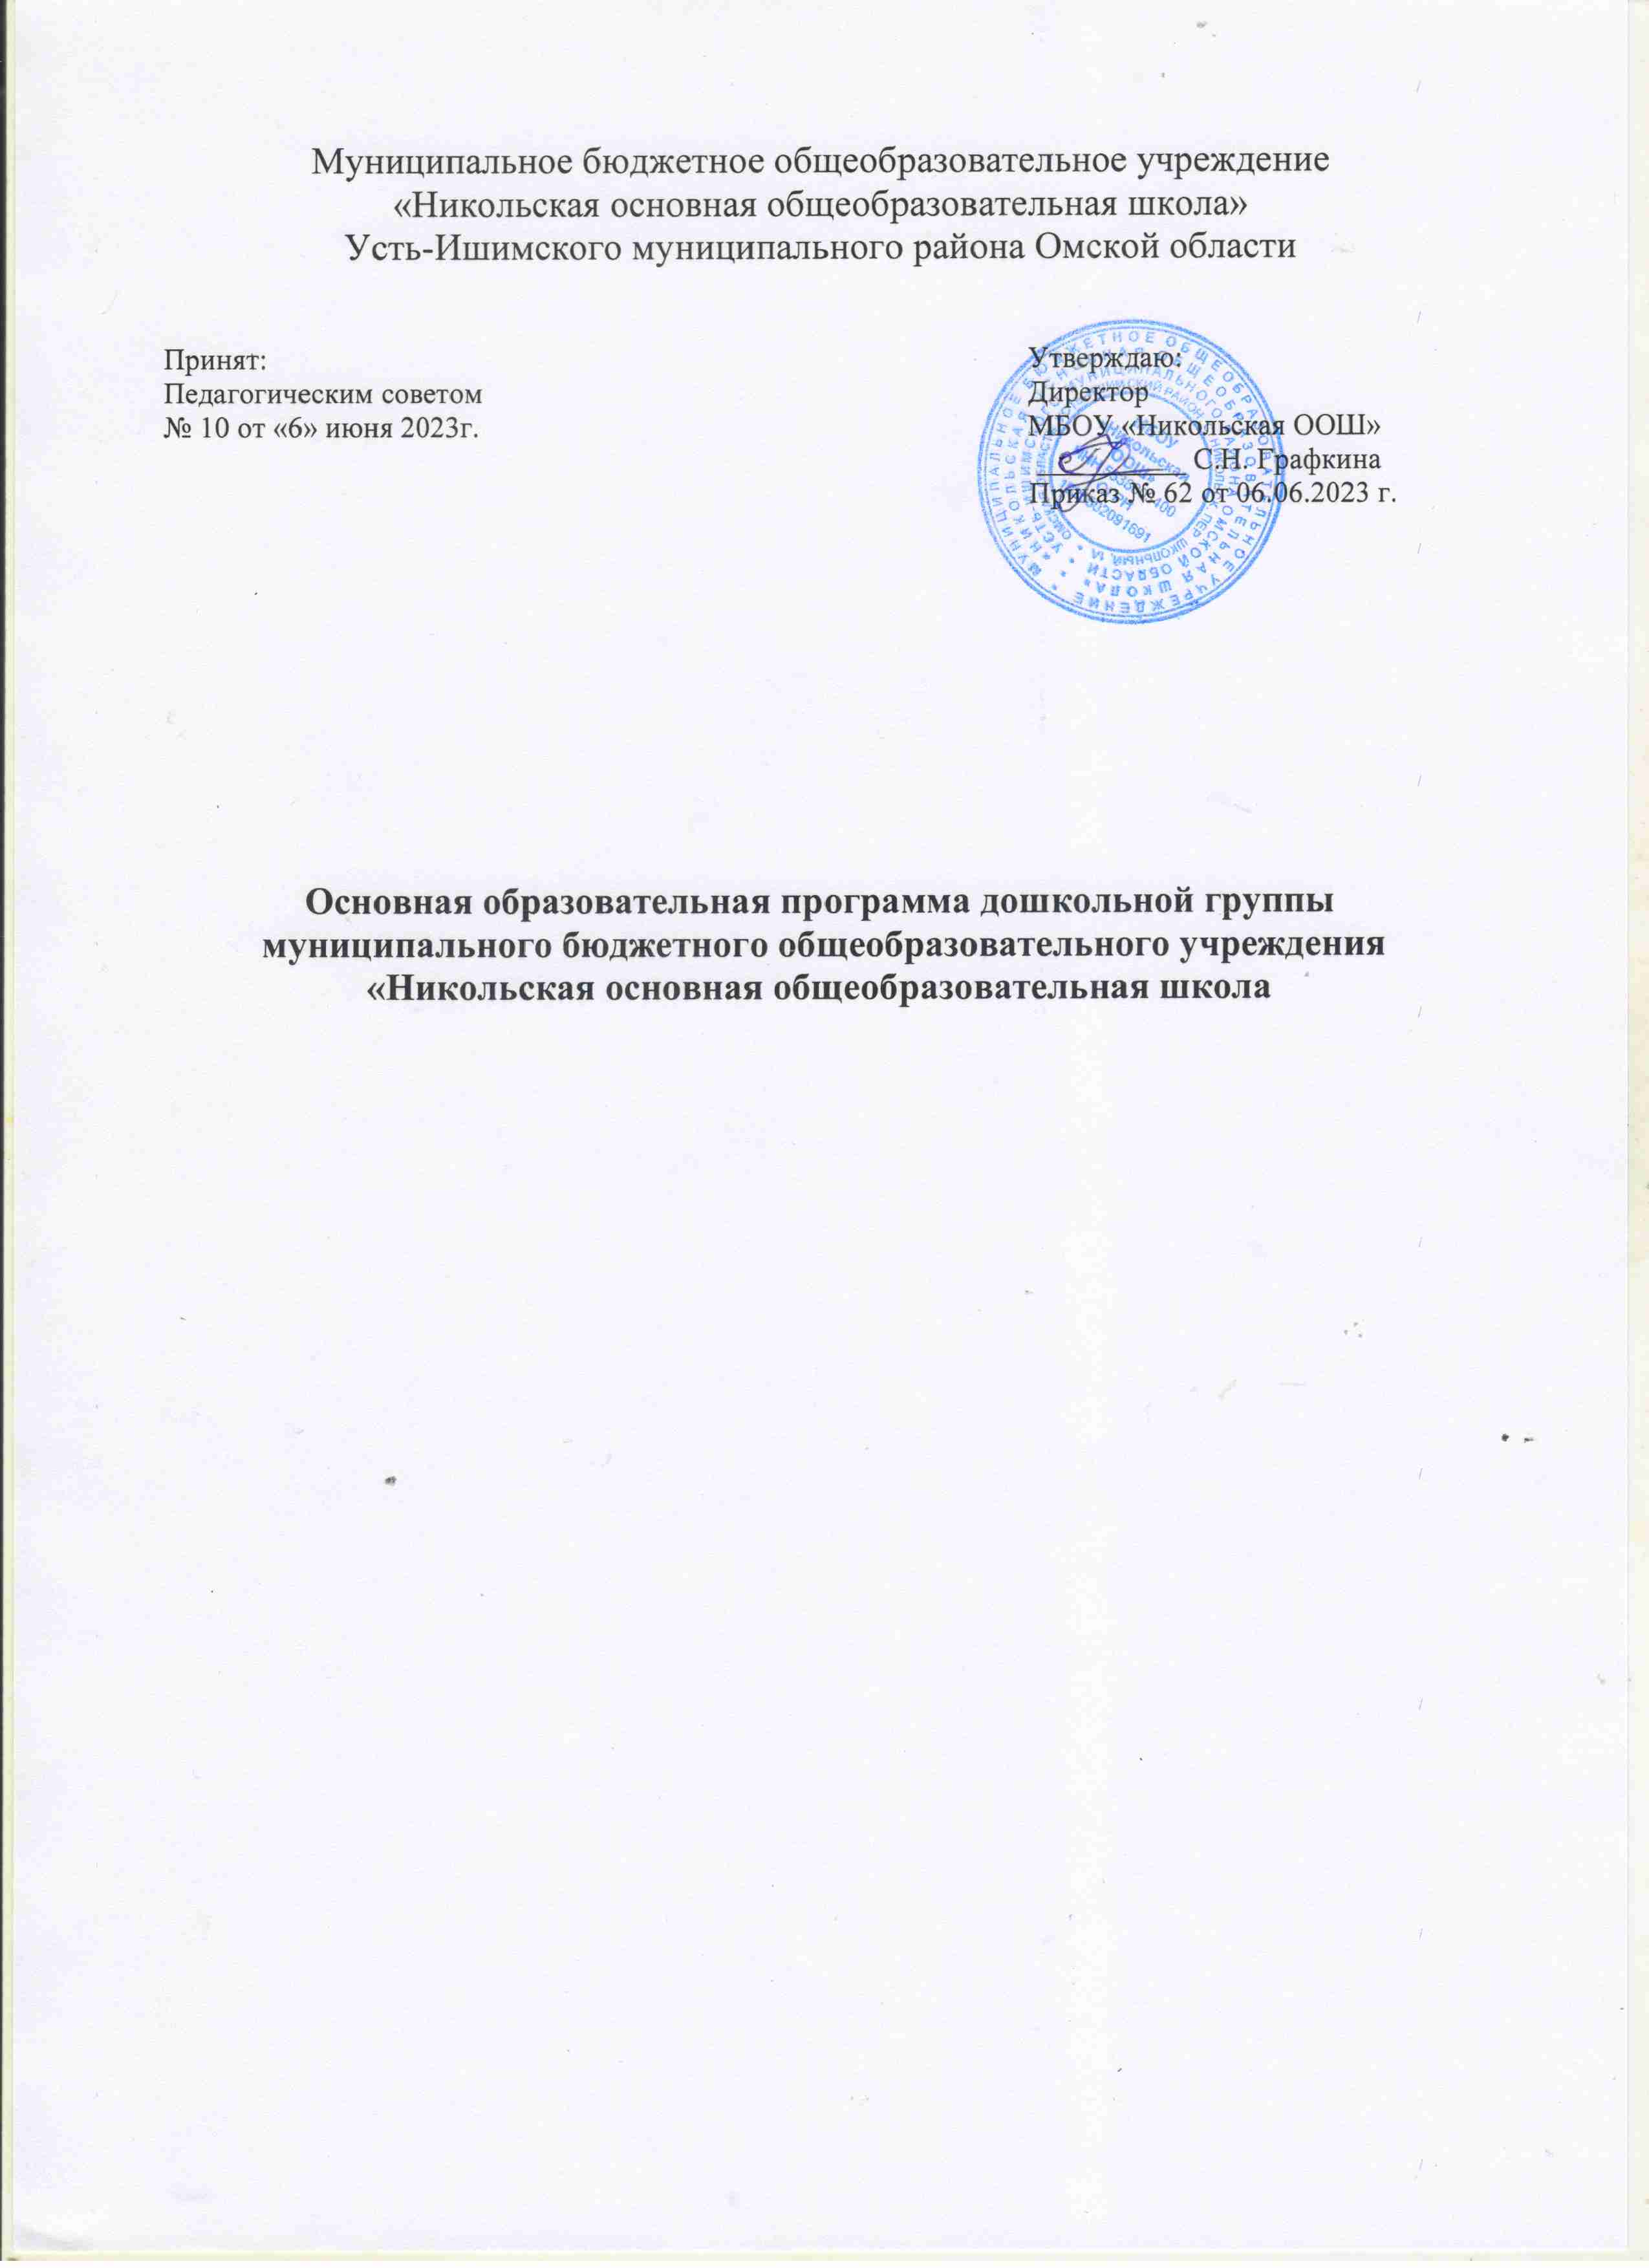 Муниципальное бюджетное общеобразовательное учреждение
«Никольская основная общеобразовательная школа»
Усть-Ишимского муниципального района Омской области
Принят:
Педагогическим советом
№ 10 от «6» июня 2023г.
Утверждаю:
Директор
МБОУ «Никольская ООШ»
С.Н. Графкина
Приказ № 62 от 06.06.2023 г.
Основная образовательная программа дошкольной группы
муниципального бюджетного общеобразовательного учреждения
«Никольская основная общеобразовательная школа